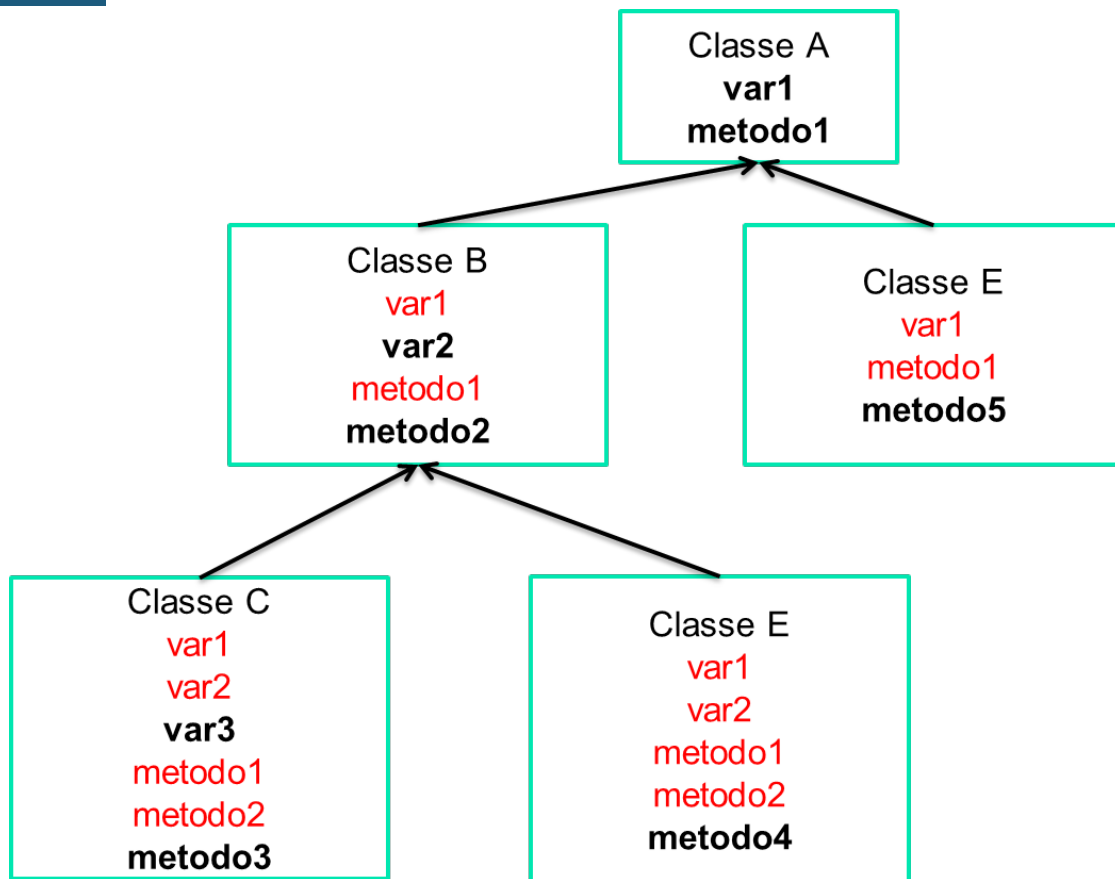 Classe A
var1
metodo1
Classe B
var1
var2
metodo1
metodo2
Classe E
var1
metodo1
metodo5
Classe C
var1
var2
var3
metodo1
metodo2
metodo3
Classe E
var1
var2
metodo1
metodo2
metodo4